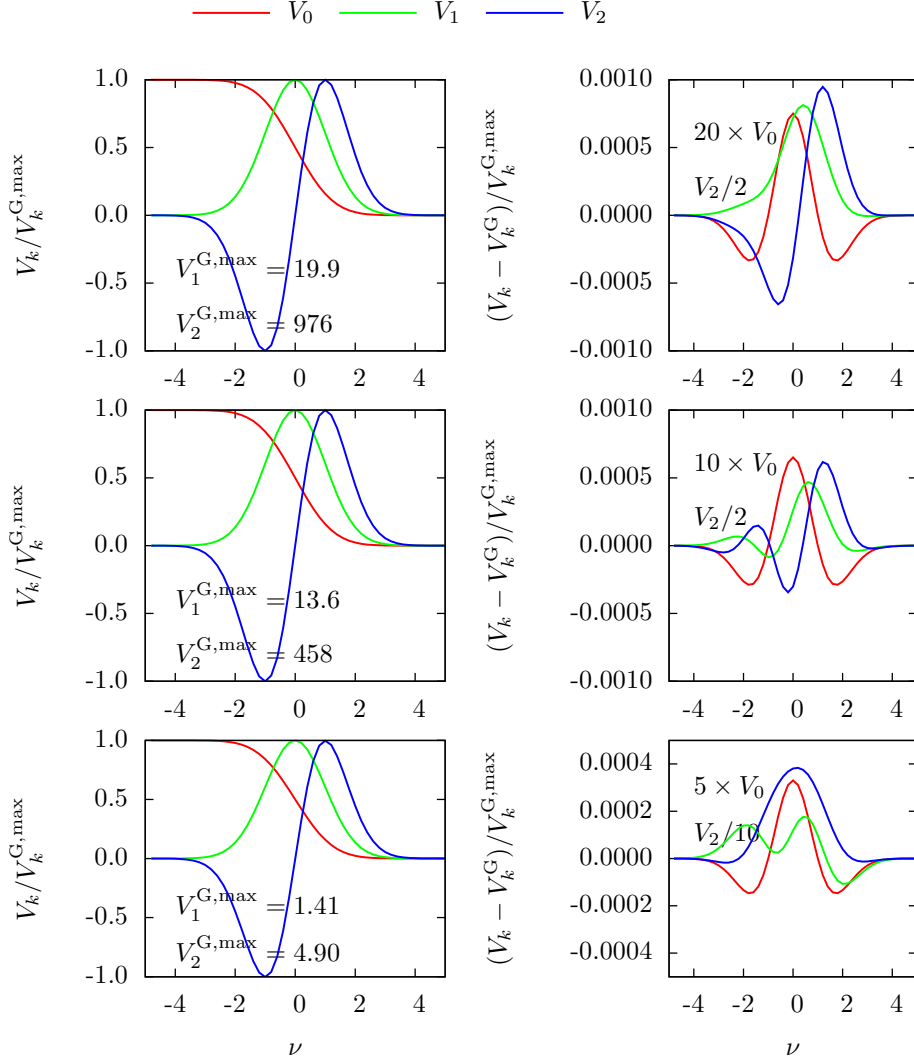 V_0 V_1 V_2
1.0
0.5
0.0
-0.5
-1.0
V_k/V_k^{G,max}
V_1^{G,max} = 19.9
V_2^{G,max} = 976
-4 -2 0 2 4
0.0010
0.0005
0.0000
-0.0005
-0.0010
(V_k − V_k^G)/V_k^{G,max}
20 × V_0
V_2/2
-4 -2 0 2 4
1.0
0.5
0.0
-0.5
-1.0
V_k/V_k^{G,max}
V_1^{G,max} = 13.6
V_2^{G,max} = 458
-4 -2 0 2 4
0.0010
0.0005
0.0000
-0.0005
-0.0010
(V_k − V_k^G)/V_k^{G,max}
10 × V_0
V_2/2
-4 -2 0 2 4
1.0
0.5
0.0
-0.5
-1.0
V_k/V_k^{G,max}
V_1^{G,max} = 1.41
V_2^{G,max} = 4.90
-4 -2 0 2 4
ν
0.0004
0.0002
0.0000
-0.0002
-0.0004
(V_k − V_k^G)/V_k^{G,max}
5 × V_0
V_2/10
-4 -2 0 2 4
ν